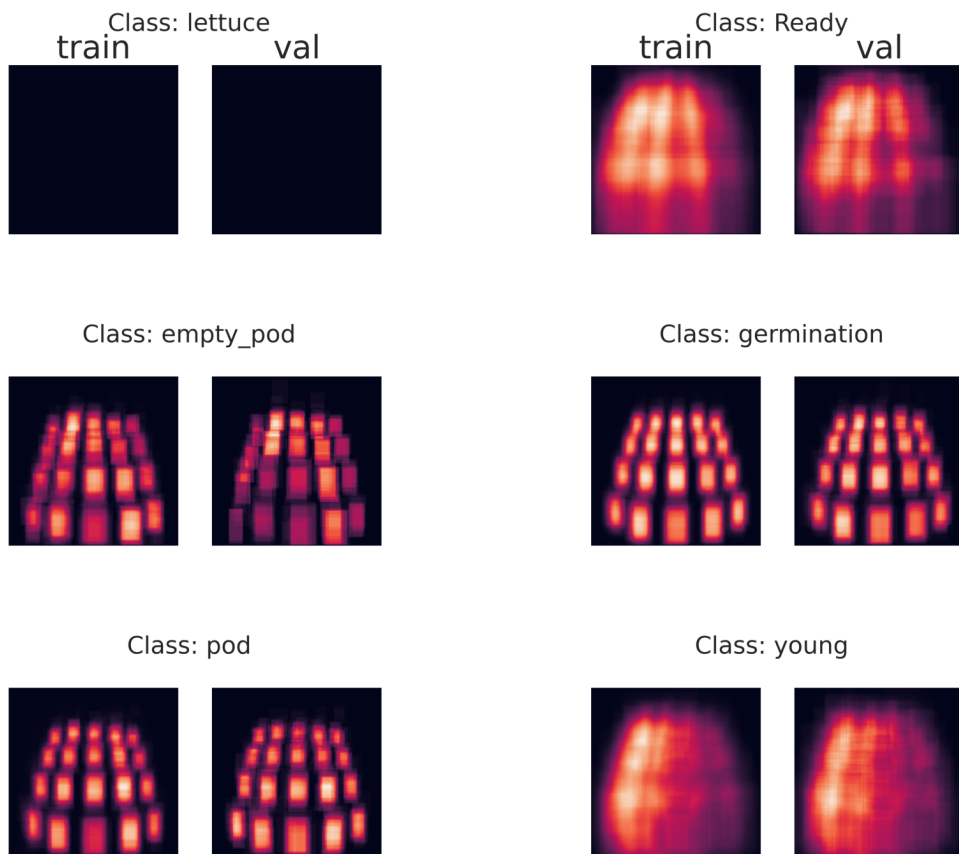 Class: lettuce
train val
Class: Ready
train val
Class: empty_pod
Class: germination
Class: pod
Class: young